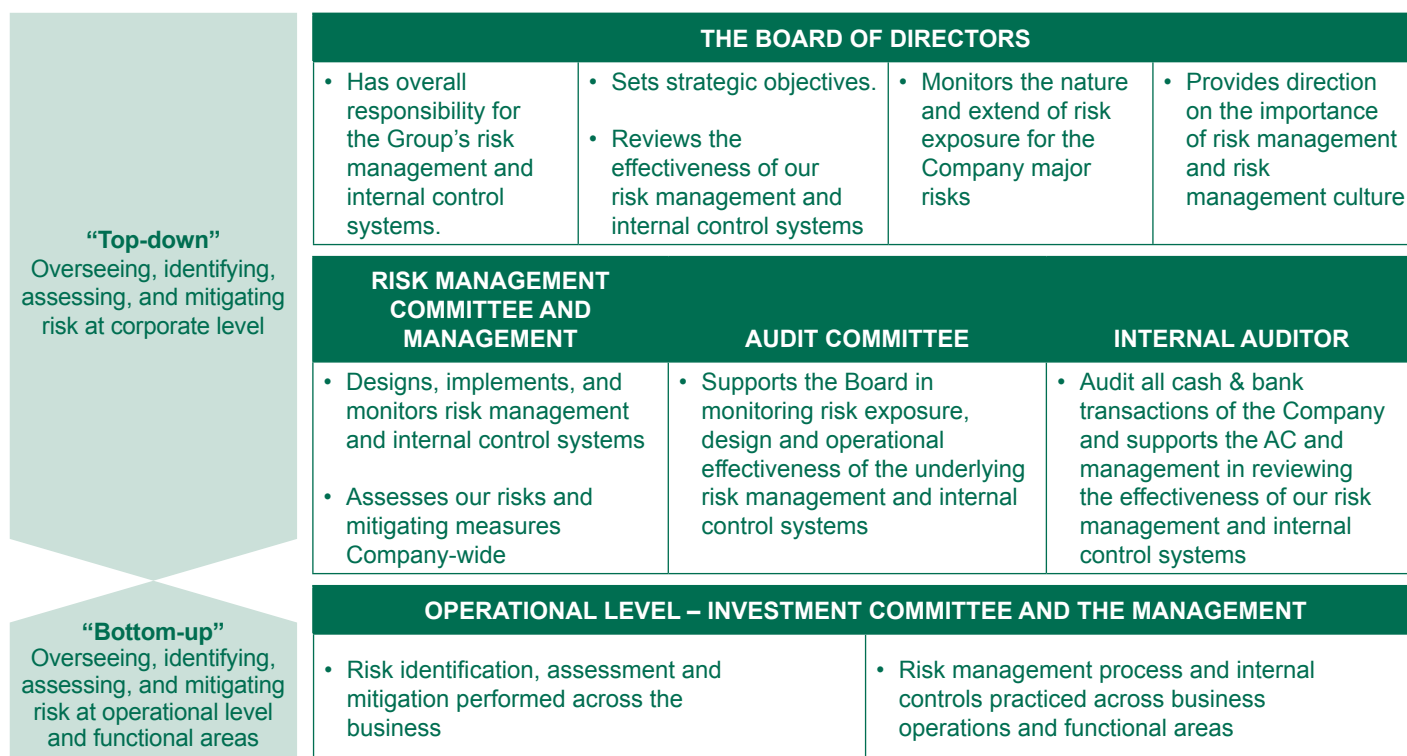 “Top-down”
Overseeing, identifying,
assessing, and mitigating
risk at corporate level
THE BOARD OF DIRECTORS
• Has overall
responsibility for
the Group’s risk
management and
internal control
systems.
• Sets strategic objectives.
• Reviews the
effectiveness of our
risk management and
internal control systems
• Monitors the nature
and extend of risk
exposure for the
Company major
risks
• Provides direction
on the importance
of risk management
and risk
management culture
RISK MANAGEMENT
COMMITTEE AND
MANAGEMENT
• Designs, implements, and
monitors risk management
and internal control systems
• Assesses our risks and
mitigating measures
Company-wide
AUDIT COMMITTEE
• Supports the Board in
monitoring risk exposure,
design and operational
effectiveness of the underlying
risk management and internal
control systems
INTERNAL AUDITOR
• Audit all cash & bank
transactions of the Company
and supports the AC and
management in reviewing
the effectiveness of our risk
management and internal
control systems
“Bottom-up”
Overseeing, identifying,
assessing, and mitigating
risk at operational level
and functional areas
OPERATIONAL LEVEL – INVESTMENT COMMITTEE AND THE MANAGEMENT
• Risk identification, assessment and
mitigation performed across the
business
• Risk management process and internal
controls practiced across business
operations and functional areas